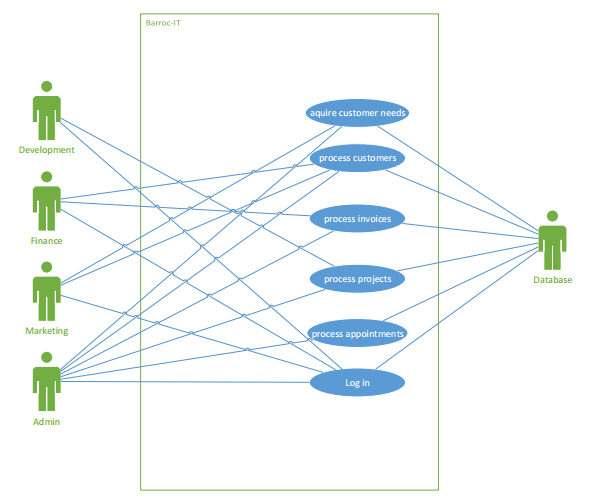 Barroc-IT
aquire customer needs
Development
process customers
process invoices
Finance
process projects
Database
Marketing
process appointments
Log in
Admin